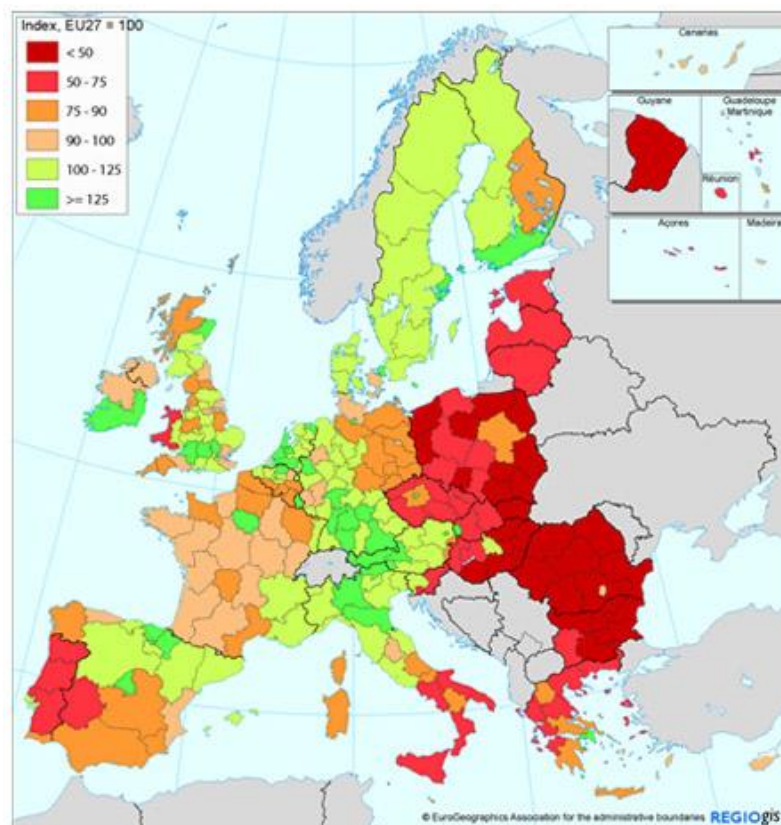 Index, EU27 = 100
< 50
50 - 75
75 - 90
90 - 100
100 - 125
>= 125
Canarias
Guyane
Guadeloupe
Martinique
Réunion
Açores
Madeira
© EuroGeographics Association for the administrative boundaries REGIOgis